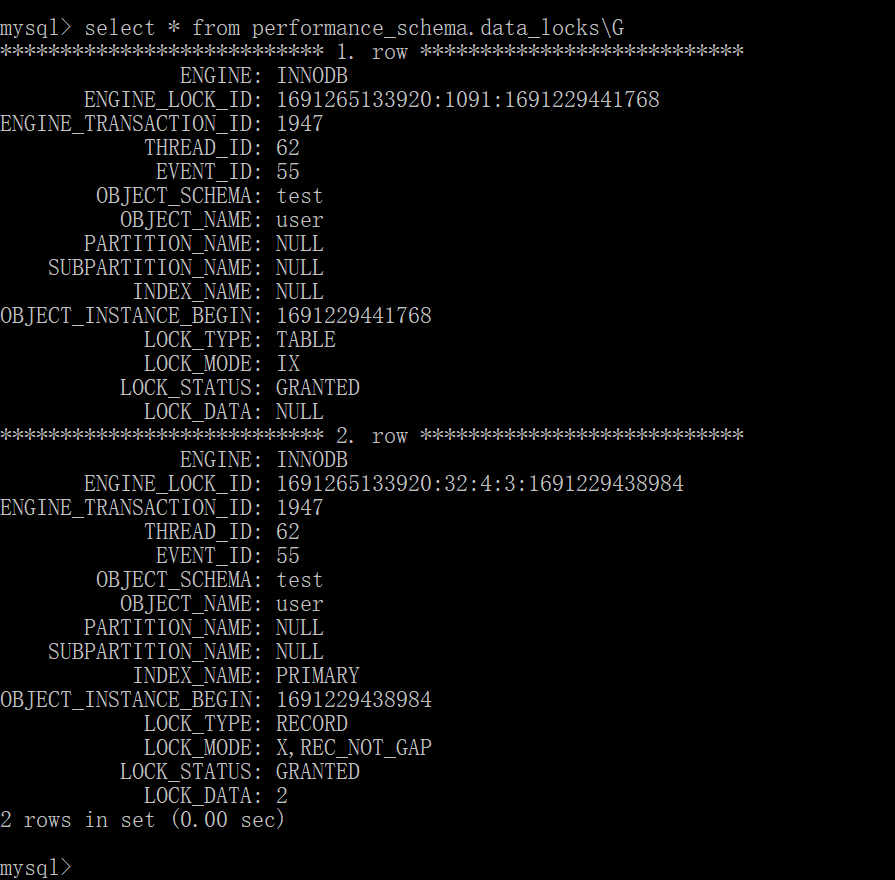 mysql> select * from performance_schema.data_locks\G
*************************** 1. row ***************************
ENGINE: INNODB
ENGINE_LOCK_ID: 1691265133920:1091:1691229441768
ENGINE_TRANSACTION_ID: 1947
THREAD_ID: 62
EVENT_ID: 55
OBJECT_SCHEMA: test
OBJECT_NAME: user
PARTITION_NAME: NULL
SUBPARTITION_NAME: NULL
INDEX_NAME: NULL
OBJECT_INSTANCE_BEGIN: 1691229441768
LOCK_TYPE: TABLE
LOCK_MODE: IX
LOCK_STATUS: GRANTED
LOCK_DATA: NULL
*************************** 2. row ***************************
ENGINE: INNODB
ENGINE_LOCK_ID: 1691265133920:32:4:3:1691229438984
ENGINE_TRANSACTION_ID: 1947
THREAD_ID: 62
EVENT_ID: 55
OBJECT_SCHEMA: test
OBJECT_NAME: user
PARTITION_NAME: NULL
SUBPARTITION_NAME: NULL
INDEX_NAME: PRIMARY
OBJECT_INSTANCE_BEGIN: 1691229438984
LOCK_TYPE: RECORD
LOCK_MODE: X,REC_NOT_GAP
LOCK_STATUS: GRANTED
LOCK_DATA: 2
2 rows in set (0.00 sec)
mysql>